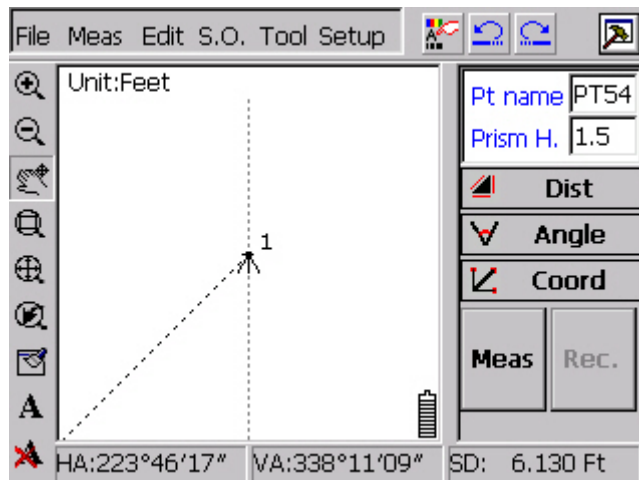 File Meas Edit S.O. Tool Setup
Unit:Feet
1
Pt name PT54
Prism H. 1.5
Dist
Angle
Coord
Meas Rec.
A
HA:223°46'17" VA:338°11'09" SD: 6.130 Ft